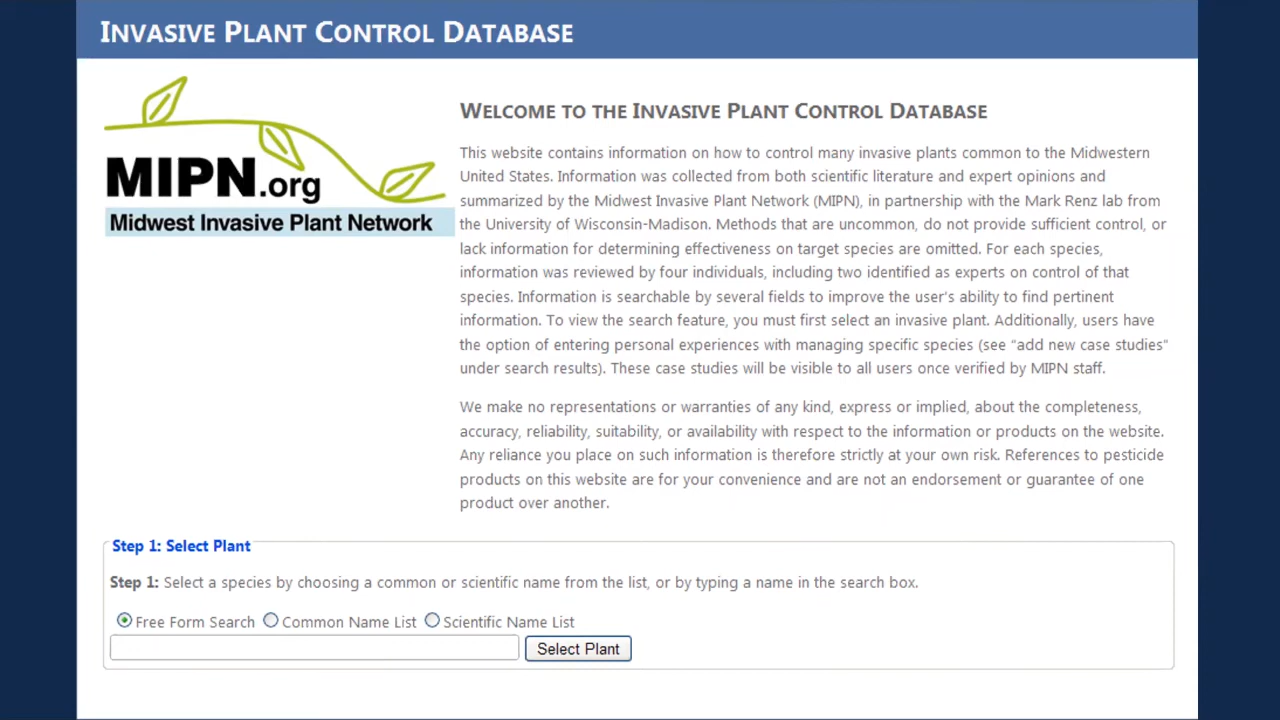 INVASIVE PLANT CONTROL DATABASE
MIPN.org
Midwest Invasive Plant Network
WELCOME TO THE INVASIVE PLANT CONTROL DATABASE
This website contains information on how to control many invasive plants common to the Midwestern
United States. Information was collected from both scientific literature and expert opinions and
summarized by the Midwest Invasive Plant Network (MIPN), in partnership with the Mark Renz lab from
the University of Wisconsin-Madison. Methods that are uncommon, do not provide sufficient control, or
lack information for determining effectiveness on target species are omitted. For each species,
information was reviewed by four individuals, including two identified as experts on control of that
species. Information is searchable by several fields to improve the user's ability to find pertinent
information. To view the search feature, you must first select an invasive plant. Additionally, users have
the option of entering personal experiences with managing specific species (see “add new case studies”
under search results). These case studies will be visible to all users once verified by MIPN staff.
We make no representations or warranties of any kind, express or implied, about the completeness,
accuracy, reliability, suitability, or availability with respect to the information or products on the website.
Any reliance you place on such information is therefore strictly at your own risk. References to pesticide
products on this website are for your convenience and are not an endorsement or guarantee of one
product over another.
Step 1: Select Plant
Step 1: Select a species by choosing a common or scientific name from the list, or by typing a name in the search box.
Free Form Search Common Name List Scientific Name List
Select Plant